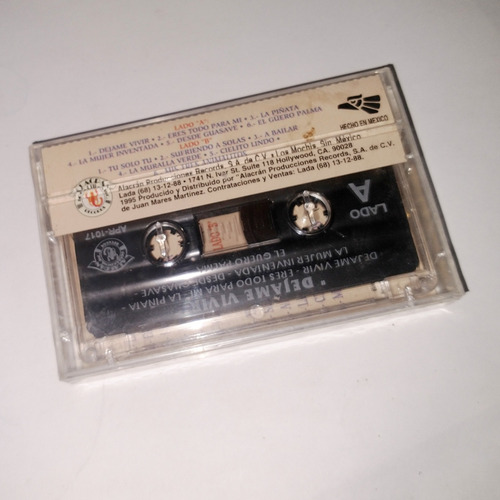 LADO "A"
1.- DEJAME VIVIR • 2.- ERES TODO PARA MI • 3.- LA PIÑATA
4.- LA MUJER INVENTADA • 5.- DESDE GUASAVE • 6.- EL GÜERO PALMA
LADO "B"
1.- TU SOLO TU • 2.- SUFRIENDO A SOLAS • 3.- A BAILAR
4.- LA MURALLA VERDE • 5.- CIELITO LINDO •
HECHO EN MEXICO
Alacrán Producciones Records, S.A. de C.V. • Los Mochis, Sin. México
Lada (68) 13-12-88 • 1741 N. Ivar St. Suite 118 Hollywood, CA. 90028
1995 Producido y Distribuido por "Alacrán Producciones Records, S.A. de C.V.
de Juan Mares Martínez. Contrataciones y Ventas: Lada (68) 13-12-88.
LADO
A
APR-1017
EL GUERO PALMA
LA MUJER INVENTADA - DESDE GUASAVE
DEJAME VIVIR - ERES TODO PARA MI - LA PIÑATA -
" DEJAME VIVI